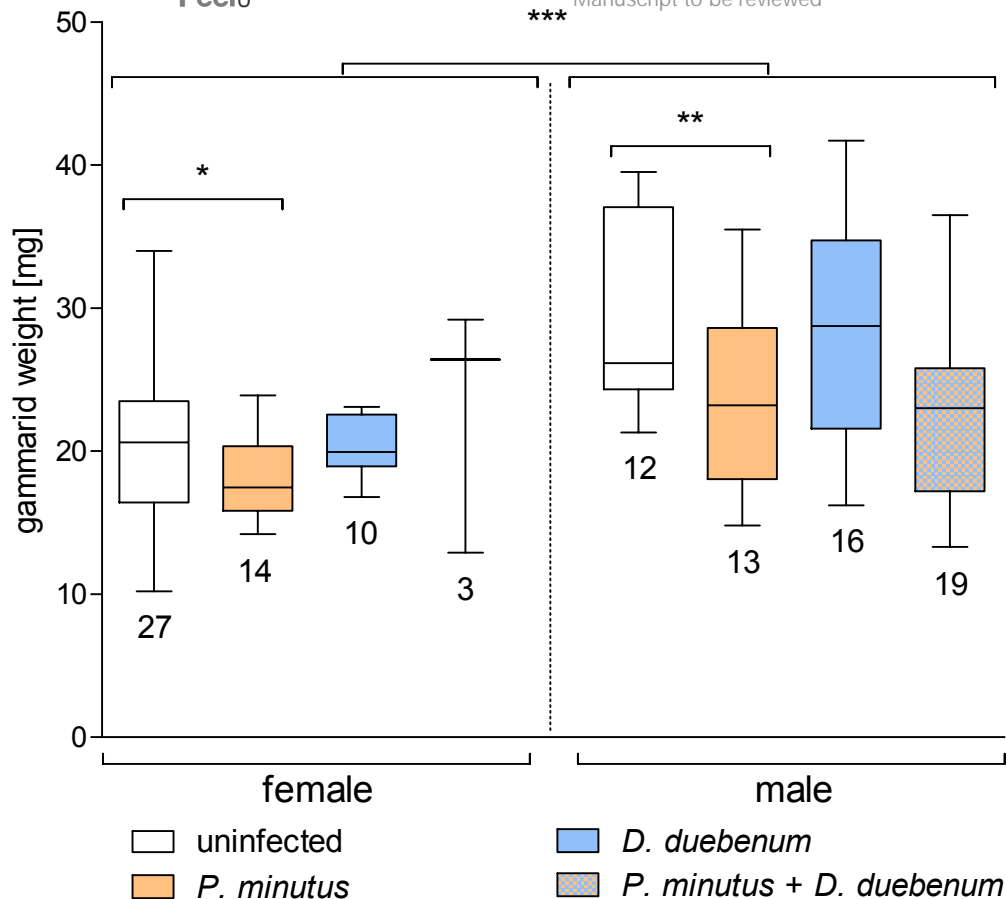 Manuscript to be reviewed
50
***
**
*
40
30
20
10
0
gammarid weight [mg]
27
14
10
3
12
13
16
19
female
male
uninfected
D. duebenum
P. minutus
P. minutus + D. duebenum